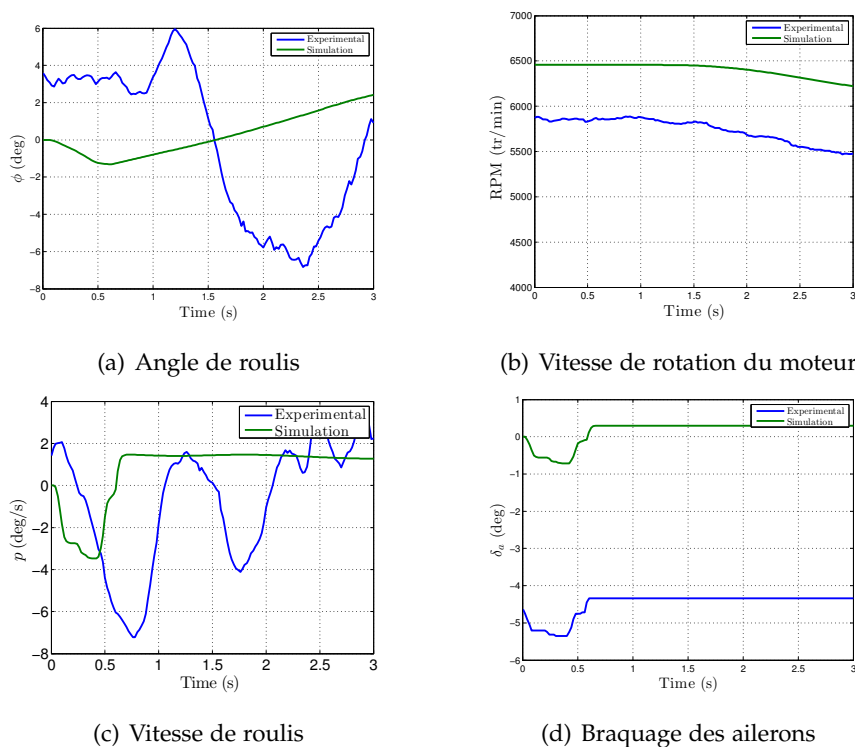 6
4
2
0
−2
−4
−6
−8
0
0.5
1
1.5
2
2.5
3
ϕ (deg)
Time (s)
Experimental
Simulation
(a) Angle de roulis
7000
6500
6000
5500
5000
4500
4000
0
0.5
1
1.5
2
2.5
3
RPM (tr/min)
Time (s)
Experimental
Simulation
(b) Vitesse de rotation du moteur
4
2
0
−2
−4
−6
−8
0
0.5
1
1.5
2
2.5
3
p (deg/s)
Time (s)
Experimental
Simulation
(c) Vitesse de roulis
1
0
−1
−2
−3
−4
−5
−6
0
0.5
1
1.5
2
2.5
3
δa (deg)
Time (s)
Experimental
Simulation
(d) Braquage des ailerons